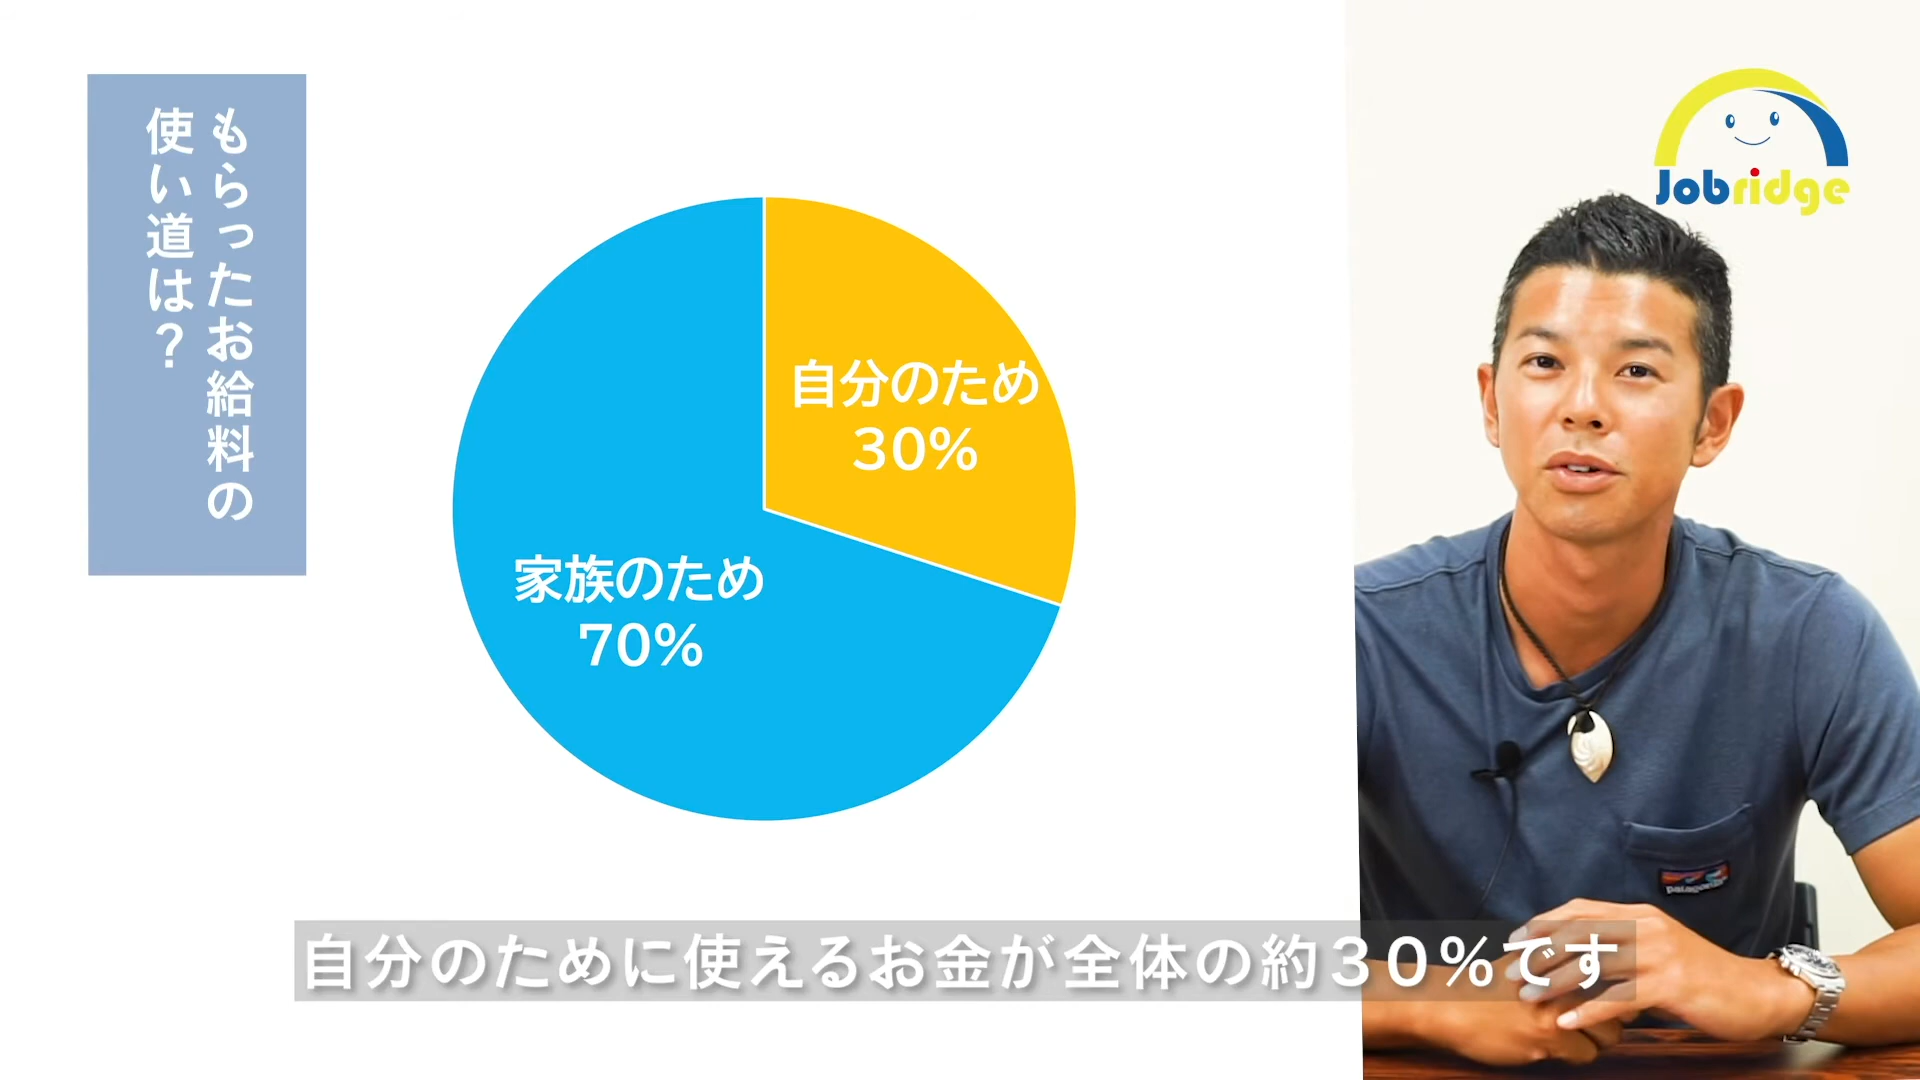 もらったお給料の
使い道は？
Jobridge
自分のため
30%
家族のため
70%
patagonia
自分のために使えるお金が全体の約３０％です